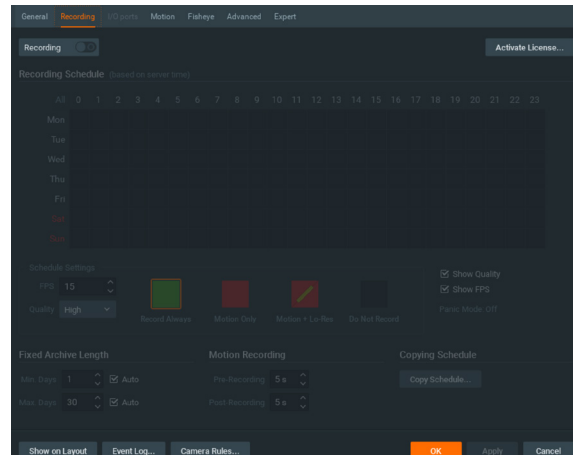 General Recording I/O ports Motion Fisheye Advanced Expert
Recording Activate License...
Recording Schedule (based on server time)
All 0 1 2 3 4 5 6 7 8 9 10 11 12 13 14 15 16 17 18 19 20 21 22 23
Mon
Tue
Wed
Thu
Fri
Sat
Sun
Schedule Settings
Show Quality
FPS 15 Show FPS
Quality High Panic Mode: Off
Record Always Motion Only Motion + Lo-Res Do Not Record
Fixed Archive Length Motion Recording Copying Schedule
Min. Days 1 Auto Pre-Recording 5 s Copy Schedule...
Max. Days 30 Auto Post-Recording 5 s
Show on Layout Event Log... Camera Rules... OK Apply Cancel